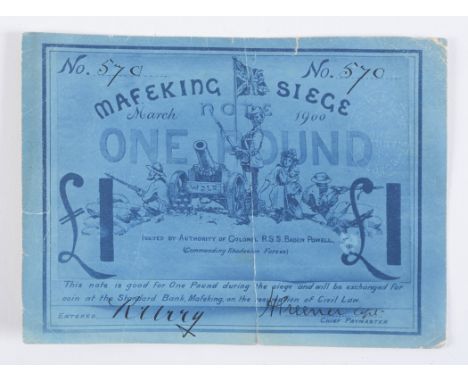 No. 570 No. 570
MAFEKING SIEGE
March NOTE 1900
ONE POUND
WOLF
£1 £1
ISSUED BY AUTHORITY OF COLONEL R.S.S. BADEN POWELL,
(Commanding Rhodesian Forces)
This note is good for One Pound during the siege and will be exchanged for
coin at the Standard Bank, Mafeking, on the resumption of Civil Law.
ENTERED Capt
CHIEF PAYMASTER